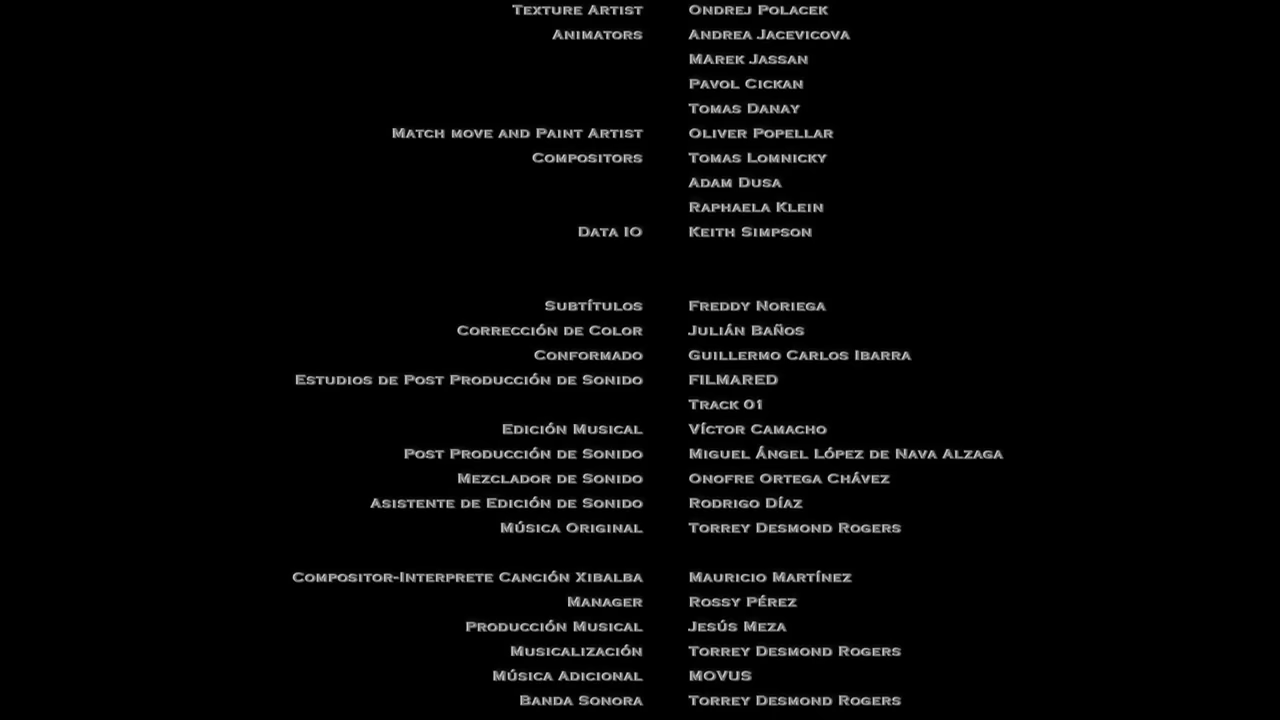 Texture Artist Ondrej Polacek
Animators Andrea Jacevicova
MArek Jassan
Pavol Cickan
Tomas Danay
Match move and Paint Artist Oliver Popellar
Compositors Tomas Lomnicky
Adam Dusa
Raphaela Klein
Data IO Keith Simpson
Subtítulos Freddy Noriega
Corrección de Color Julián Baños
Conformado Guillermo Carlos Ibarra
Estudios de Post Producción de Sonido FILMARED
Track 01
Edición Musical Víctor Camacho
Post Producción de Sonido Miguel Ángel López de Nava Alzaga
Mezclador de Sonido Onofre Ortega Chávez
Asistente de Edición de Sonido Rodrigo Díaz
Música Original Torrey Desmond Rogers
Compositor-Interprete Canción Xibalba Mauricio Martínez
Manager Rossy Pérez
Producción Musical Jesús Meza
Musicalización Torrey Desmond Rogers
Música Adicional MOVUS
Banda Sonora Torrey Desmond Rogers